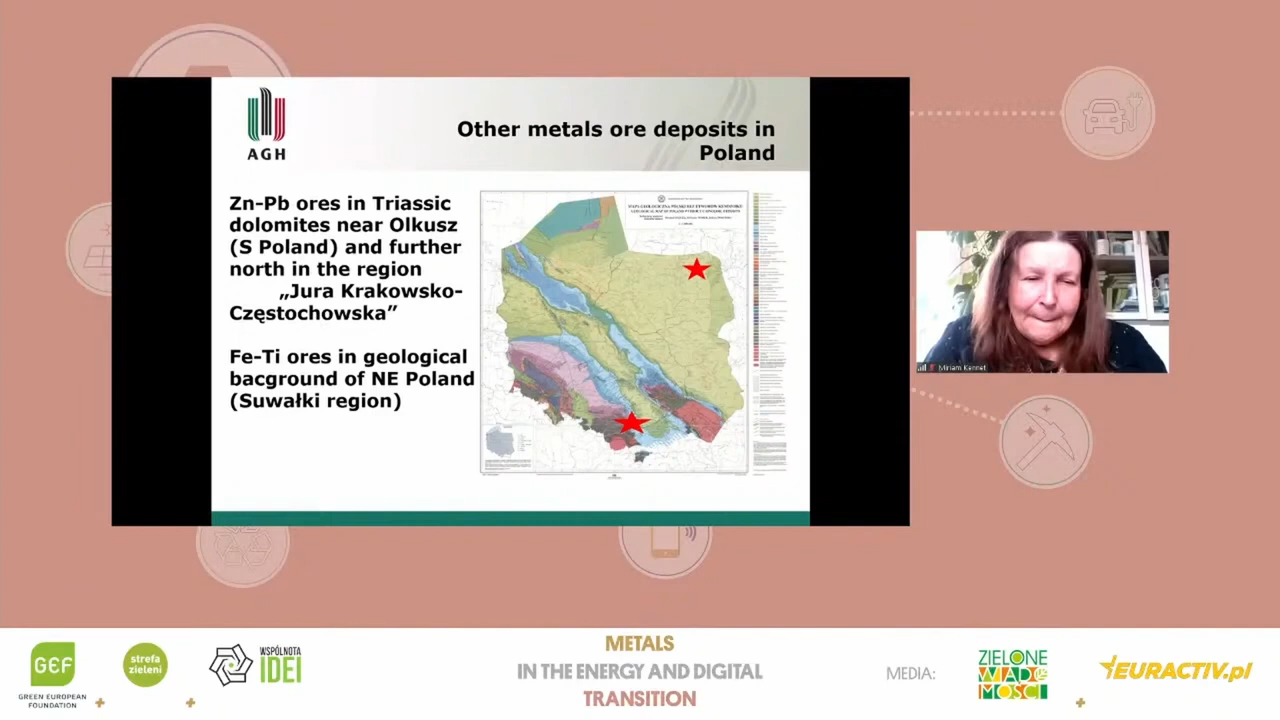 AGH
Other metals ore deposits in
Poland
Zn-Pb ores in Triassic
dolomites near Olkusz
(S Poland) and further
north in the region
„Jura Krakowsko-
Częstochowska”
Fe-Ti ores in geological
bacground of NE Poland
(Suwałki region)
Miriam Kennet
GEF
GREEN EUROPEAN
FOUNDATION
strefa
zieleni
WSPÓLNOTA
IDEI
METALS
IN THE ENERGY AND DIGITAL
TRANSITION
MEDIA:
ZIELONE
WIADOMOŚCI
EURACTIV.pl